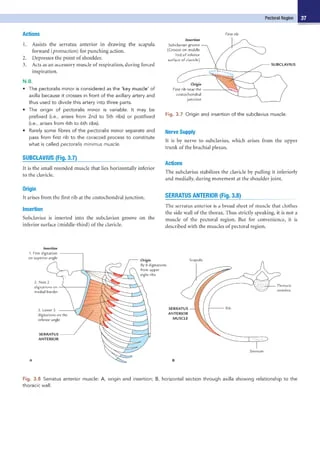 Pectoral Region 37
Actions
1. Assists the serratus anterior in drawing the scapula
forward (protraction) for punching action.
2. Depresses the point of shoulder.
3. Acts as an accessory muscle of respiration, during forced
inspiration.
N.B.
• The pectoralis minor is considered as the 'key muscle' of
axilla because it crosses in front of the axillary artery and
thus used to divide this artery into three parts.
• The origin of pectoralis minor is variable. It may be
prefixed (i.e., arises from 2nd to 5th ribs) or postfixed
(i.e., arises from 4th to 6th ribs).
• Rarely some fibres of the pectoralis minor separate and
pass from first rib to the coracoid process to constitute
what is called pectoralis minimus muscle.
SUBCLAVIUS (Fig. 3.7)
It is the small rounded muscle that lies horizontally inferior
to the clavicle.
Origin
It arises from the first rib at the costochondral junction.
Insertion
Subclavius is inserted into the subclavian groove on the
inferior surface (middle-third) of the clavicle.
First rib
Insertion
Subclavian groove
(Groove on middle
third of inferior
surface of clavicle)
SUBCLAVIUS
Origin
First rib near the
costochondral
junction
Fig. 3.7 Origin and insertion of the subclavius muscle.
Nerve Supply
It is by nerve to subclavius, which arises from the upper
trunk of the brachial plexus.
Actions
The subclavius stabilizes the clavicle by pulling it inferiorly
and medially, during movement at the shoulder joint.
SERRATUS ANTERIOR (Fig. 3.8)
The serratus anterior is a broad sheet of muscle that clothes
the side wall of the thorax. Thus strictly speaking, it is not a
muscle of the pectoral region. But for convenience, it is
described with the muscles of pectoral region.
Insertion
1. First digitation
on superior angle
2. Next 2
digitations on
medial border
3. Lower 5
digitations on the
inferior angle
SERRATUS
ANTERIOR
Origin
By 8 digitations
from upper
eight ribs
A
Scapula
Thoracic
vertebra
SERRATUS
ANTERIOR
MUSCLE
Rib
Sternum
B
Fig. 3.8 Serratus anterior muscle: A, origin and insertion; B, horizontal section through axilla showing relationship to the
thoracic wall.